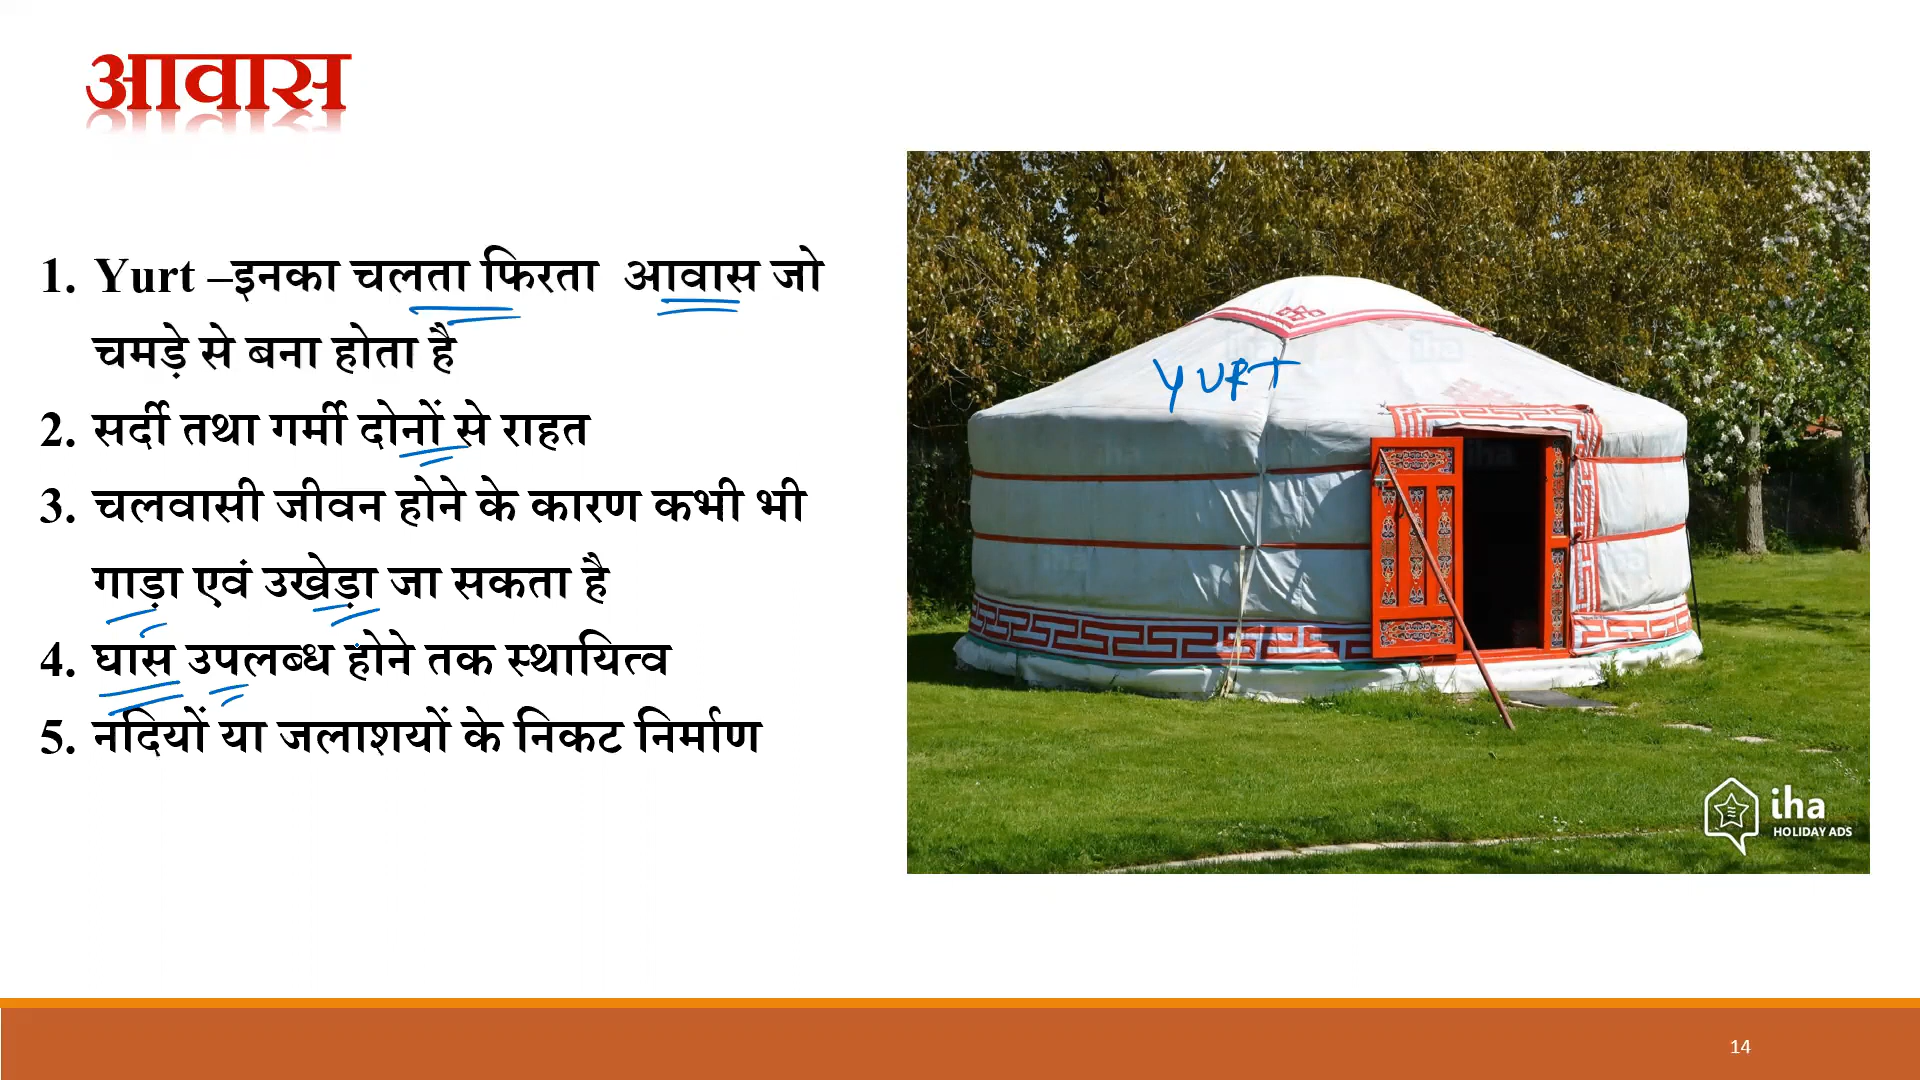 आवास
1. Yurt –इनका चलता फिरता आवास जो
चमड़े से बना होता है
2. सर्दी तथा गर्मी दोनों से राहत
3. चलवासी जीवन होने के कारण कभी भी
गाड़ा एवं उखेड़ा जा सकता है
4. घास उपलब्ध होने तक स्थायित्व
5. नदियों या जलाशयों के निकट निर्माण
YURT
iha
HOLIDAY ADS
14